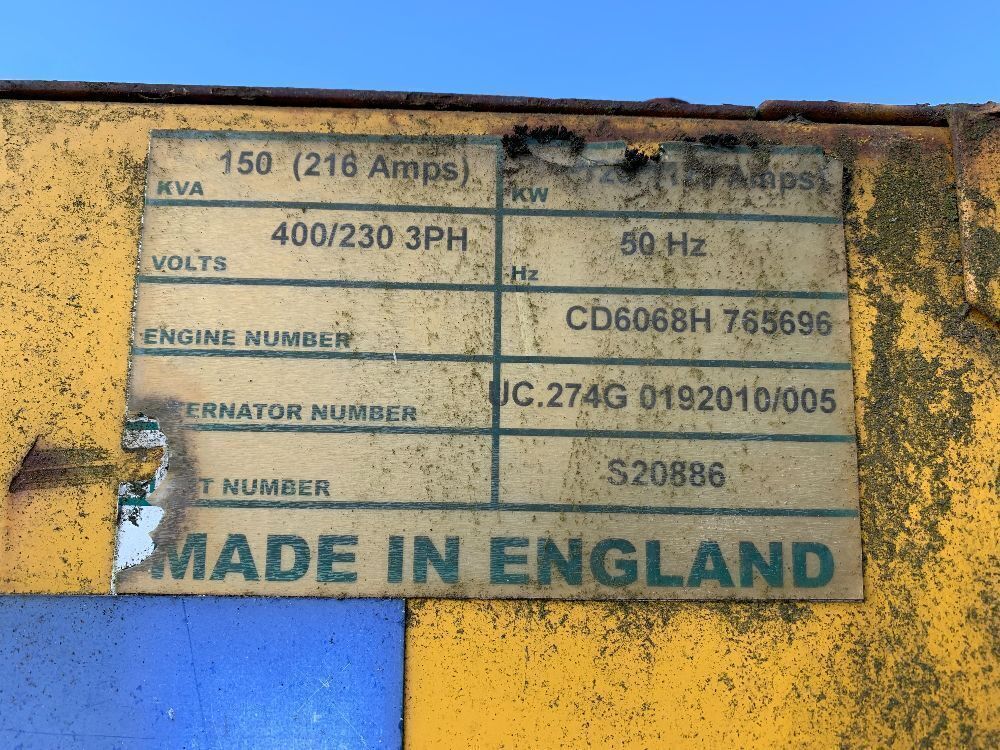 150 (216 Amps)
KVA
Amps)
KW
400/230 3PH
VOLTS
50 Hz
Hz
ENGINE NUMBER
CD6068H 765696
ERNATOR NUMBER
UC.274G 0192010/005
T NUMBER
S20886
MADE IN ENGLAND